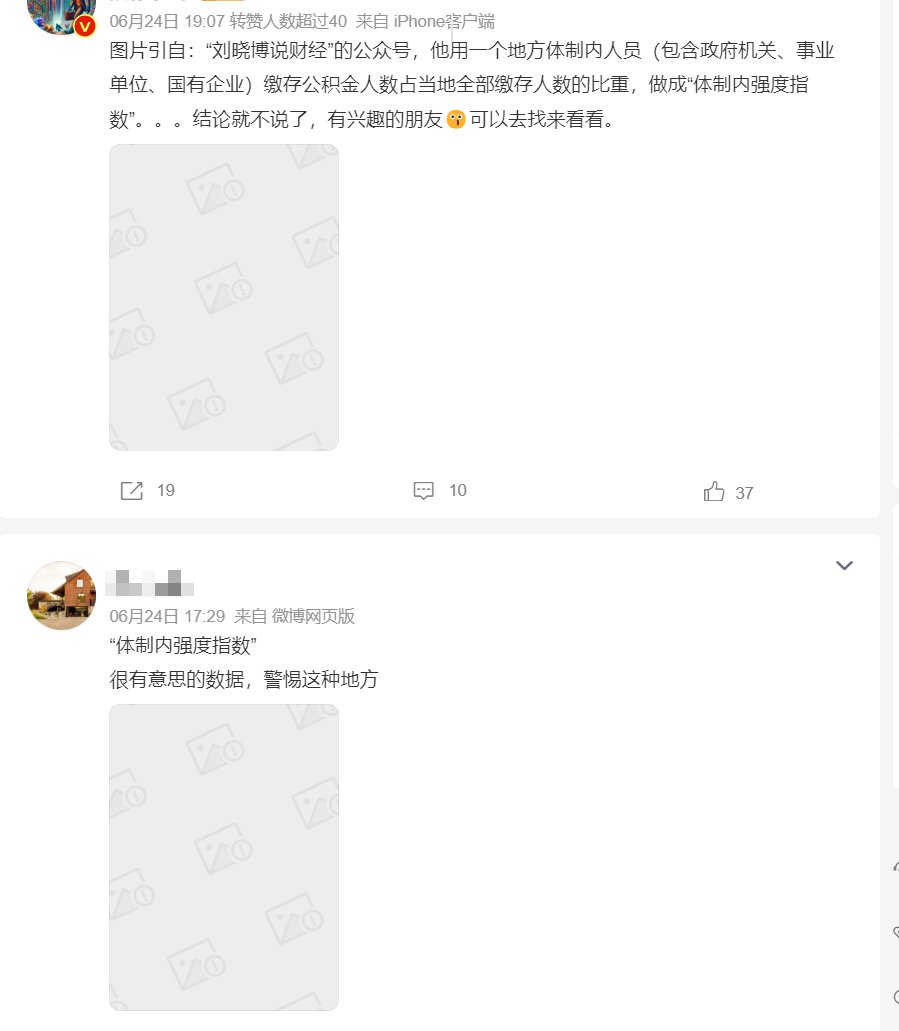 06月24日 19:07 转赞人数超过40 来自 iPhone客户端
图片引自：“刘晓博说财经”的公众号，他用一个地方体制内人员（包含政府机关、事业
单位、国有企业）缴存公积金人数占当地全部缴存人数的比重，做成“体制内强度指
数”。。。结论就不说了，有兴趣的朋友😗可以去找来看看。
19
10
37
06月24日 17:29 来自 微博网页版
“体制内强度指数”
很有意思的数据，警惕这种地方